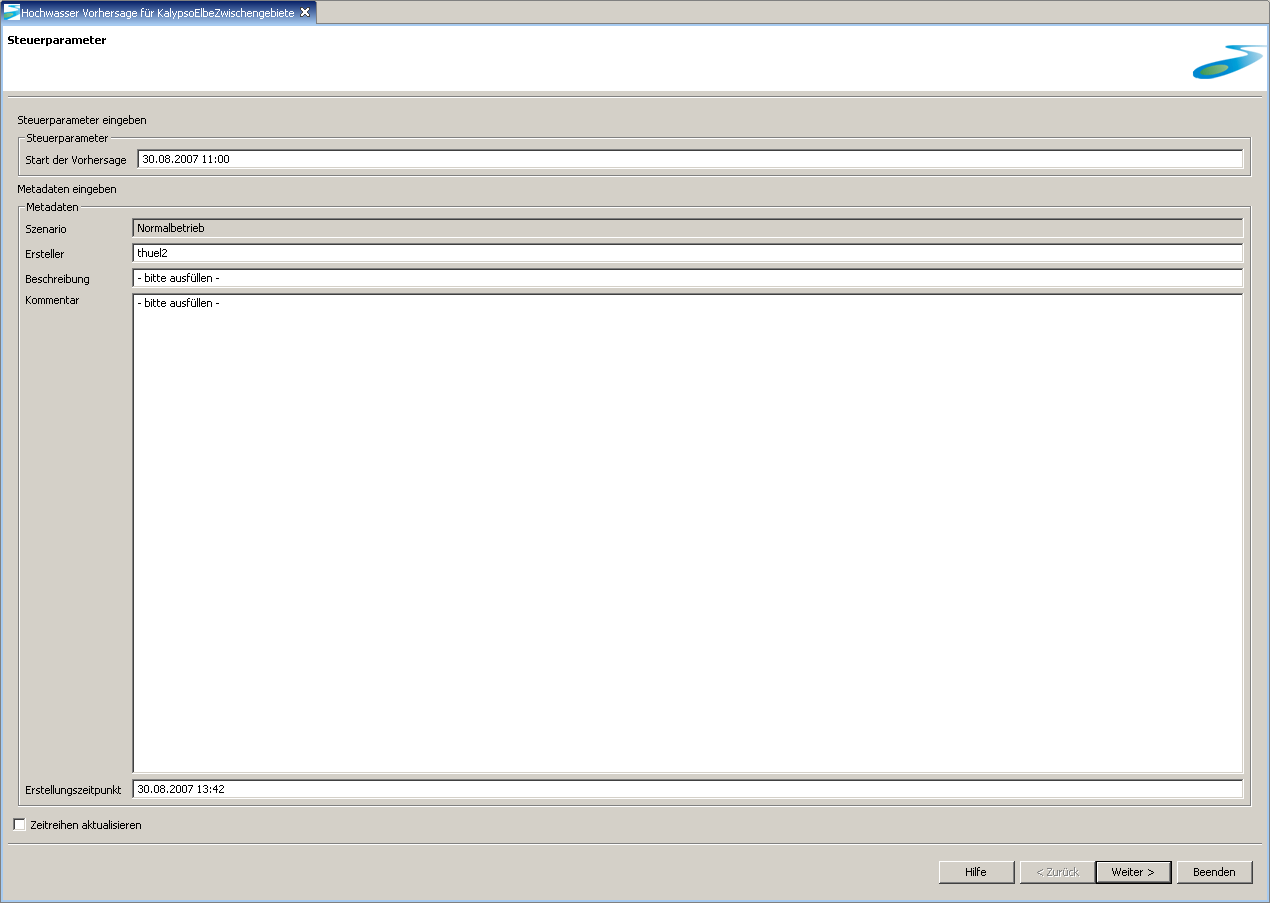 Hochwasser Vorhersage für KalypsoElbeZwischengebiete
Steuerparameter
Steuerparameter eingeben
Steuerparameter
Start der Vorhersage 30.08.2007 11:00
Metadaten eingeben
Metadaten
Szenario Normalbetrieb
Ersteller thuel2
Beschreibung - bitte ausfüllen -
Kommentar - bitte ausfüllen -
Erstellungszeitpunkt 30.08.2007 13:42
Zeitreihen aktualisieren
Hilfe < Zurück Weiter > Beenden